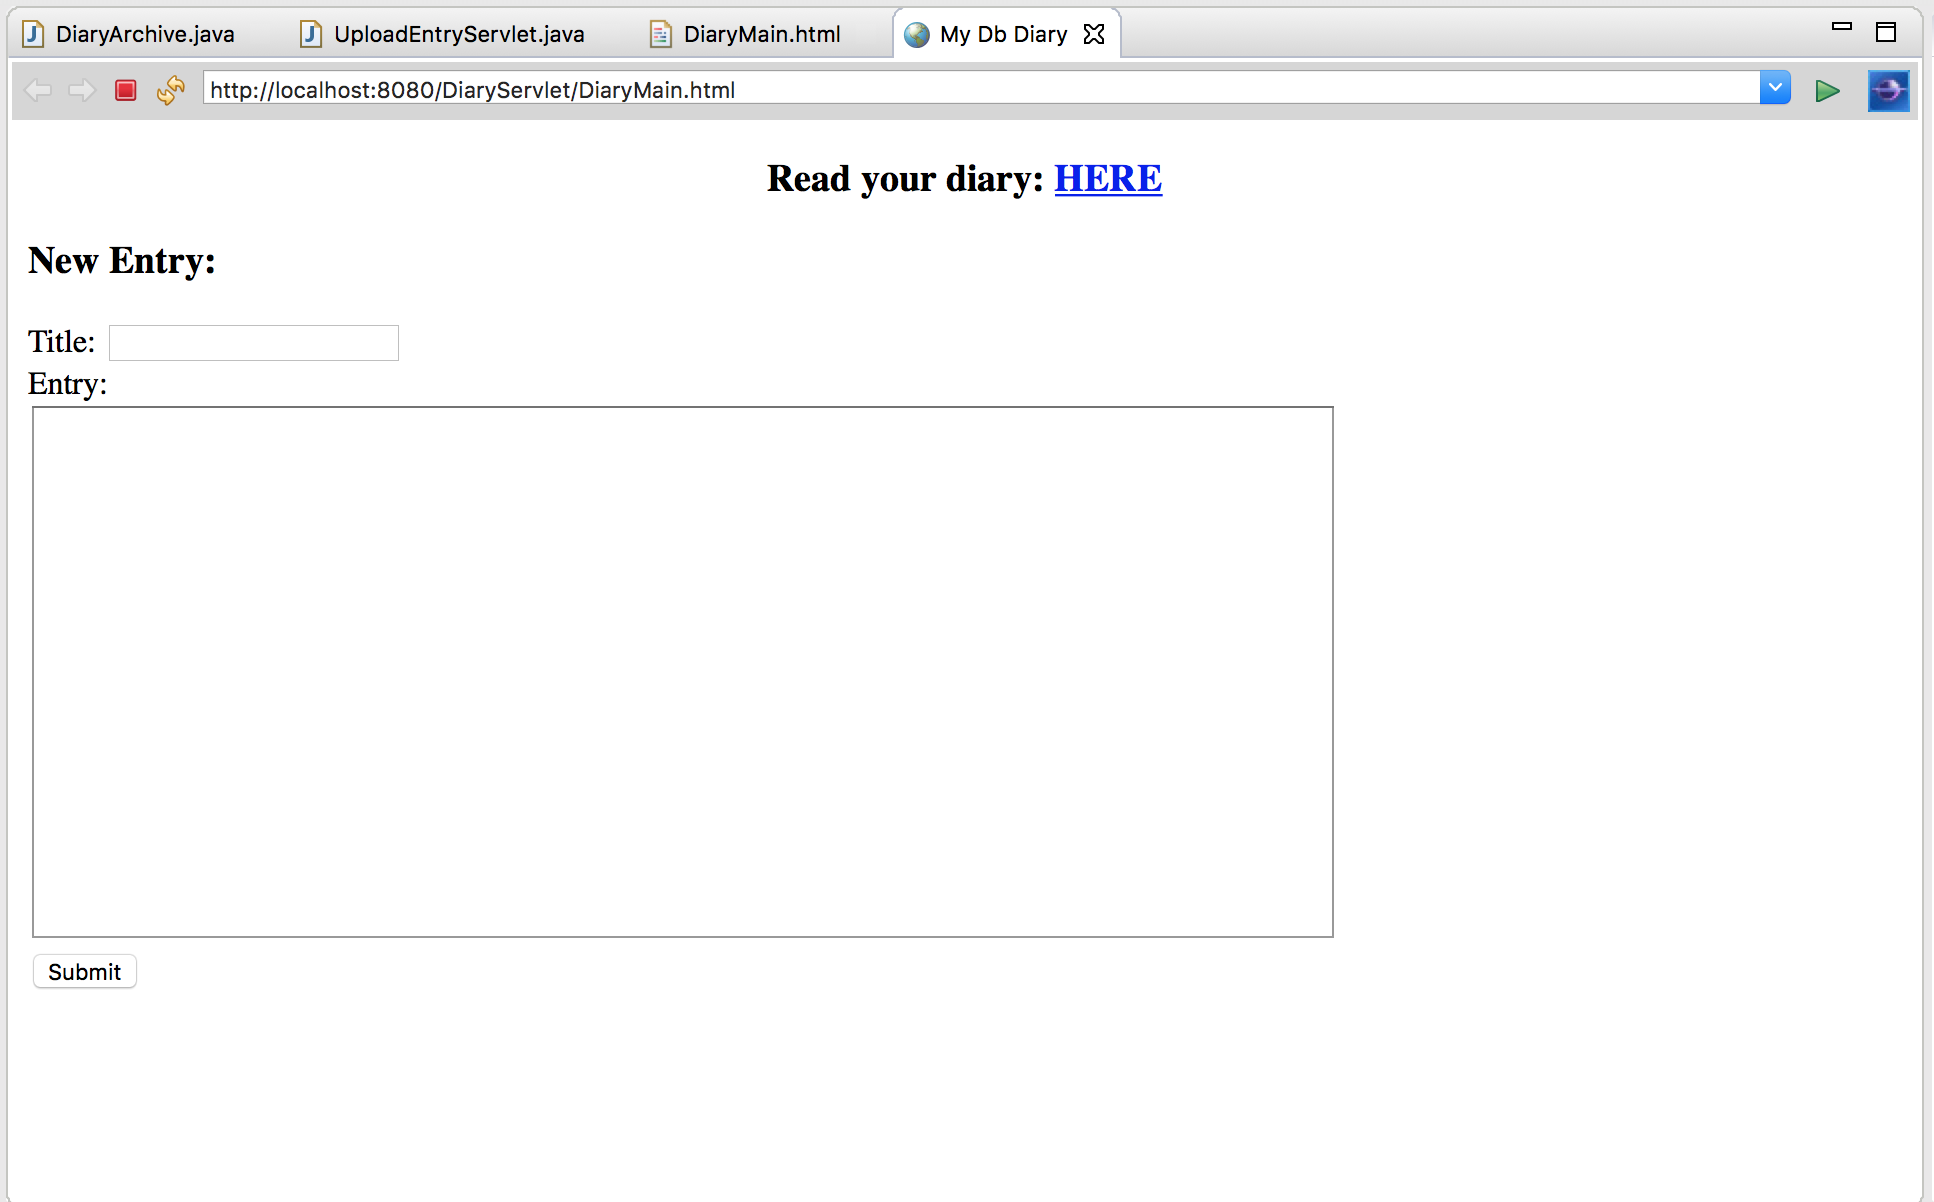 DiaryArchive.java UploadEntryServlet.java DiaryMain.html My Db Diary
http://localhost:8080/DiaryServlet/DiaryMain.html
Read your diary: HERE
New Entry:
Title:
Entry:
Submit